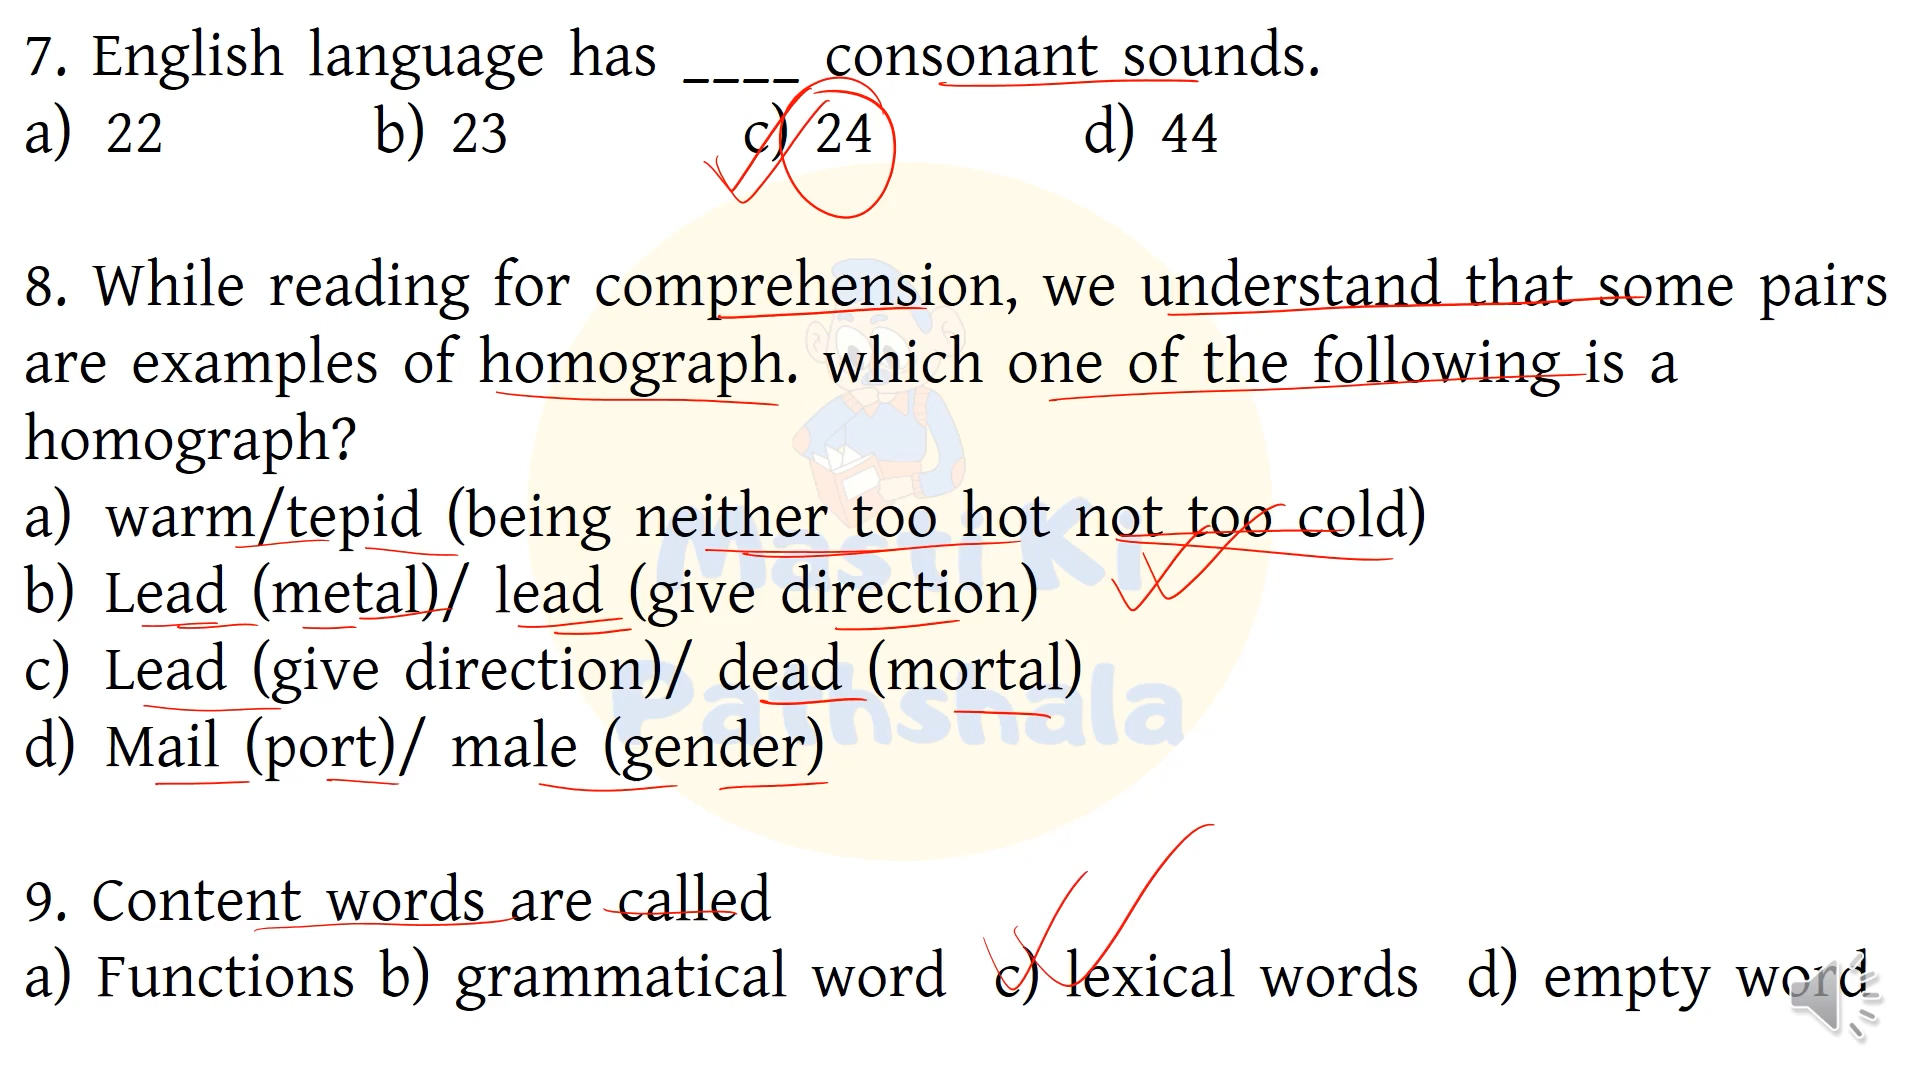 7. English language has ____ consonant sounds.
a) 22 b) 23 c) 24 d) 44
8. While reading for comprehension, we understand that some pairs
are examples of homograph. which one of the following is a
homograph?
a) warm/tepid (being neither too hot not too cold)
b) Lead (metal)/ lead (give direction)
c) Lead (give direction)/ dead (mortal)
d) Mail (port)/ male (gender)
9. Content words are called
a) Functions b) grammatical word c) lexical words d) empty word
Masti Ki
Pathshala